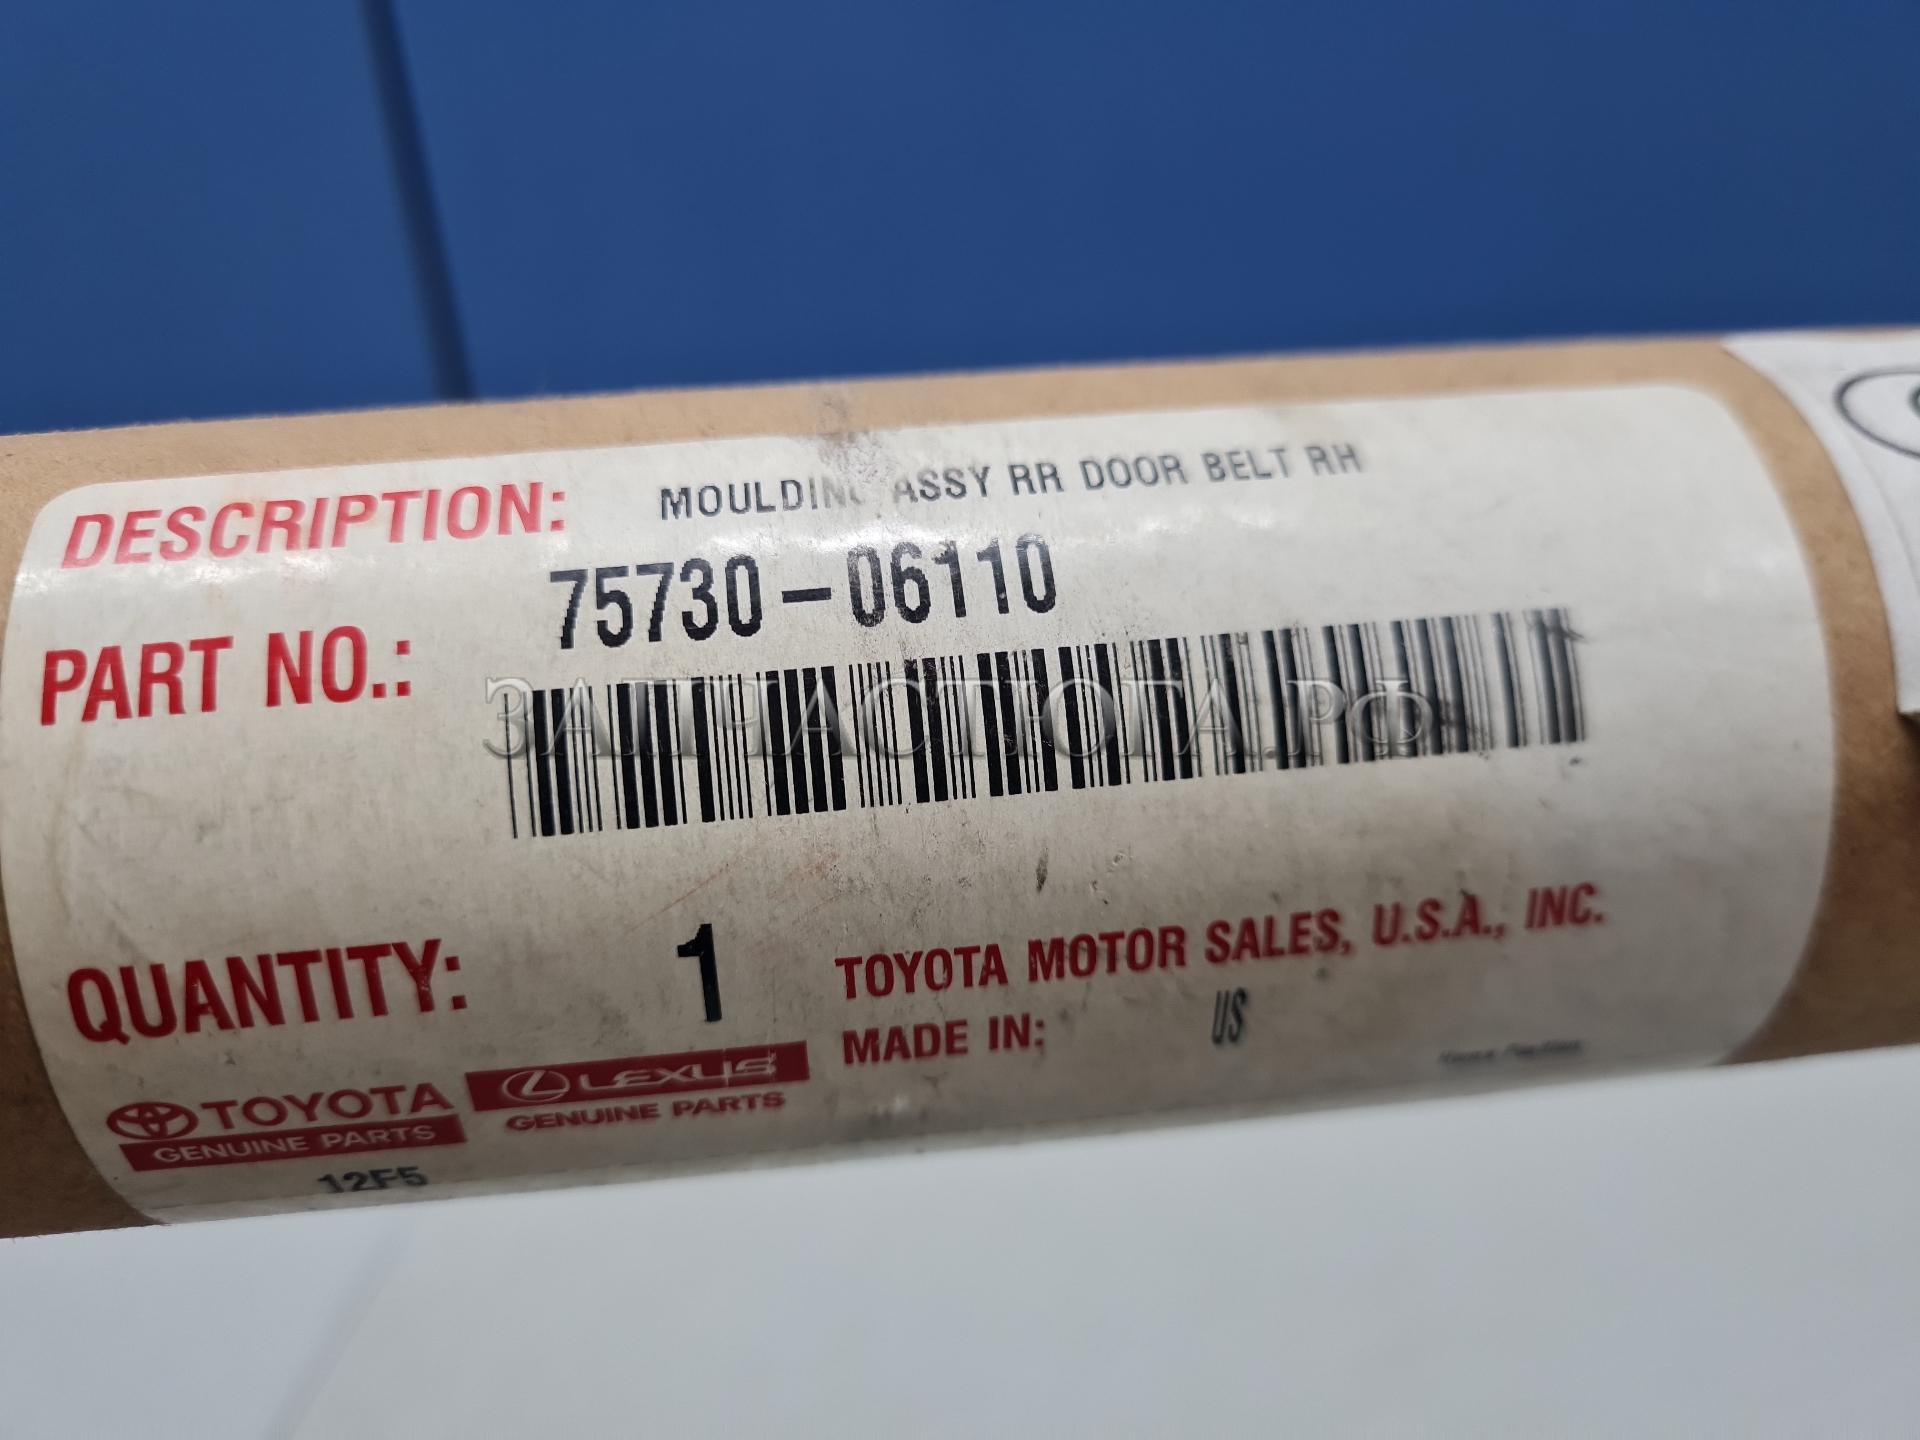 DESCRIPTION: MOULDING ASSY RR DOOR BELT RH
PART NO.: 75730-06110
ЗАПЧАСТЮГА.РФ
QUANTITY: 1
TOYOTA MOTOR SALES, U.S.A., INC.
MADE IN: US
TOYOTA
GENUINE PARTS
LEXUS
GENUINE PARTS
12F5